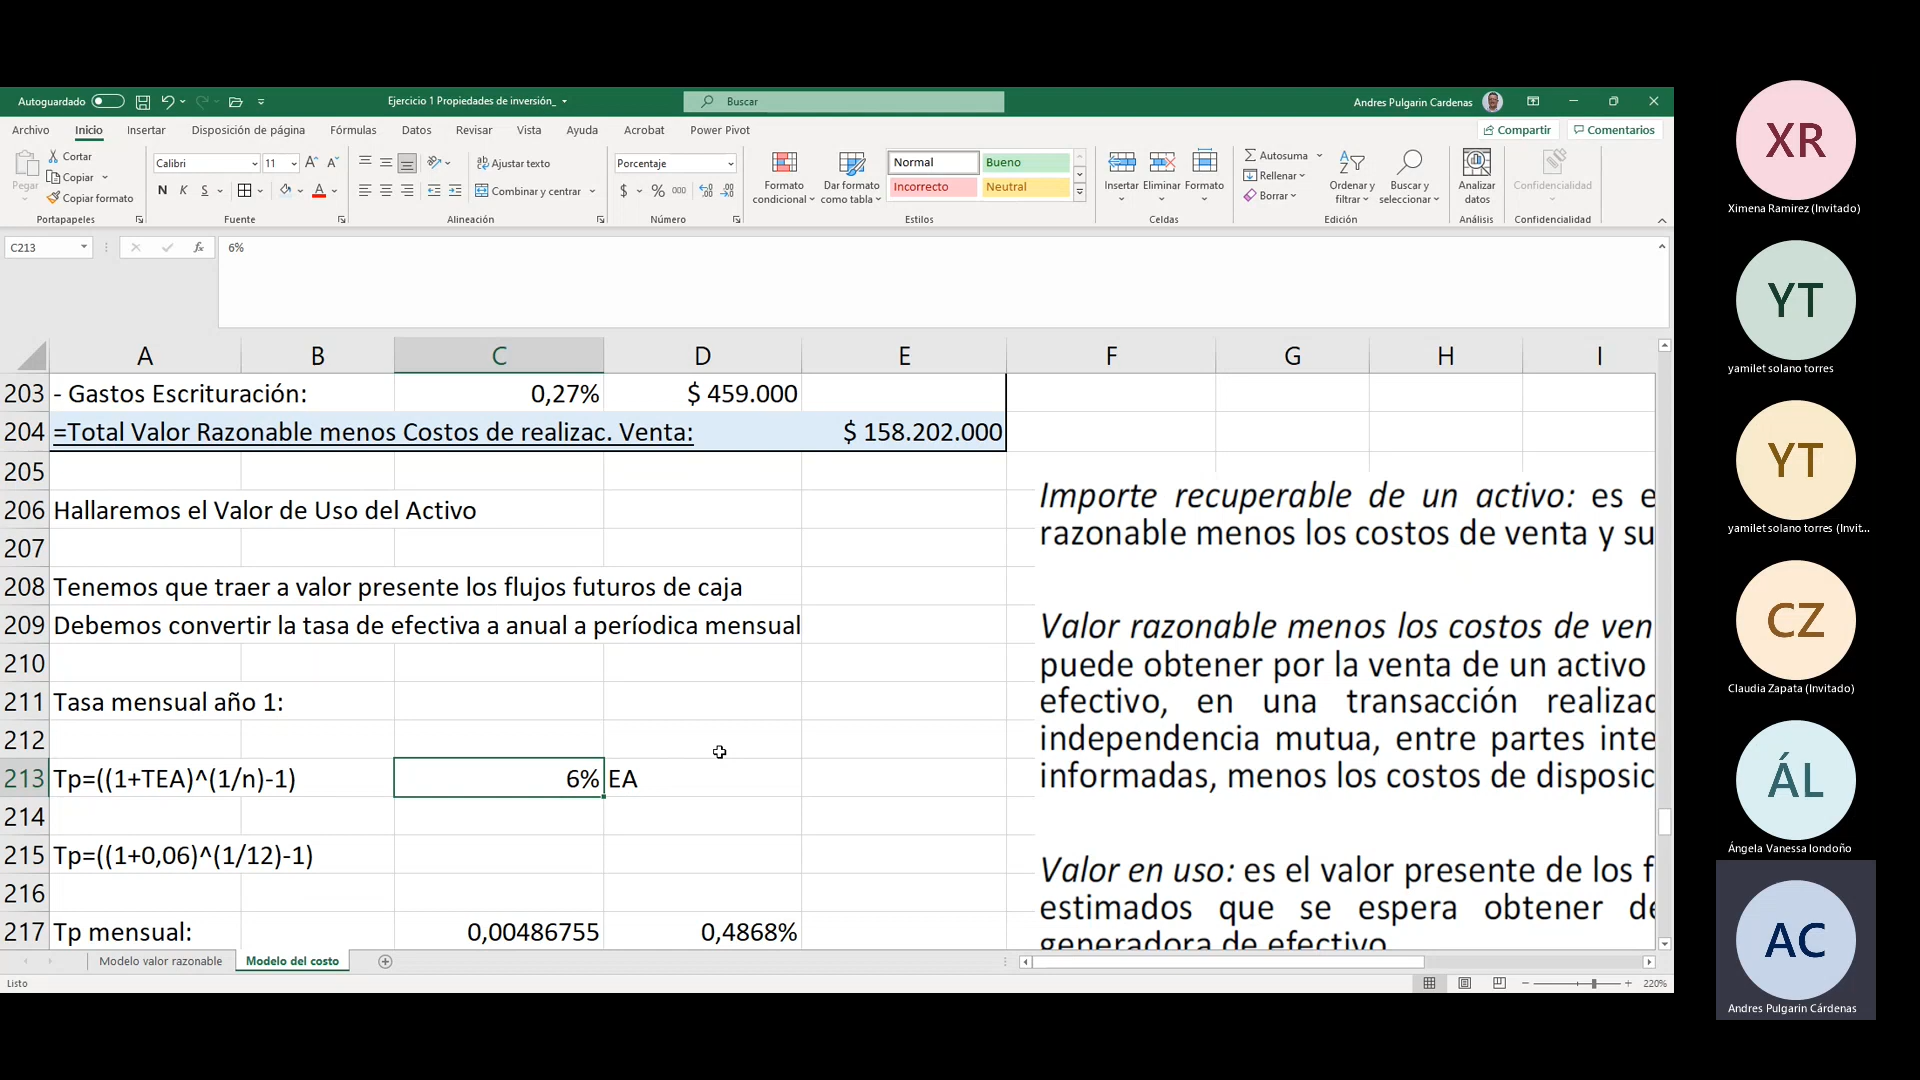 Autoguardado
Ejercicio 1 Propiedades de inversión_
Buscar
Andres Pulgarin Cardenas
Archivo Inicio Insertar Disposición de página Fórmulas Datos Revisar Vista Ayuda Acrobat Power Pivot
Compartir Comentarios
Pegar
Cortar
Copiar
Copiar formato
Portapapeles
Calibri 11
N K S
Fuente
Ajustar texto
Combinar y centrar
Alineación
Porcentaje
$ % 000
Número
Formato condicional
Dar formato como tabla
Normal Bueno
Incorrecto Neutral
Estilos
Insertar Eliminar Formato
Celdas
Autosuma
Rellenar
Borrar
Ordenar y filtrar
Buscar y seleccionar
Edición
Analizar datos
Análisis
Confidencialidad
Confidencialidad
C213 fx 6%
A B C D E F G H I
203 - Gastos Escrituración: 0,27% $ 459.000
204 =Total Valor Razonable menos Costos de realizac. Venta: $ 158.202.000
205
206 Hallaremos el Valor de Uso del Activo
207
208 Tenemos que traer a valor presente los flujos futuros de caja
209 Debemos convertir la tasa de efectiva a anual a períodica mensual
210
211 Tasa mensual año 1:
212
213 Tp=((1+TEA)^(1/n)-1) 6% EA
214
215 Tp=((1+0,06)^(1/12)-1)
216
217 Tp mensual: 0,00486755 0,4868%
Importe recuperable de un activo: es e
razonable menos los costos de venta y su
Valor razonable menos los costos de ven
puede obtener por la venta de un activo
efectivo, en una transacción realizad
independencia mutua, entre partes inte
informadas, menos los costos de disposic
Valor en uso: es el valor presente de los f
estimados que se espera obtener de
generadora de efectivo
Modelo valor razonable Modelo del costo
Listo
220%
XR
Ximena Ramirez (Invitado)
YT
yamilet solano torres
YT
yamilet solano torres (Invit...
CZ
Claudia Zapata (Invitado)
ÁL
Ángela Vanessa londoño
AC
Andres Pulgarin Cárdenas